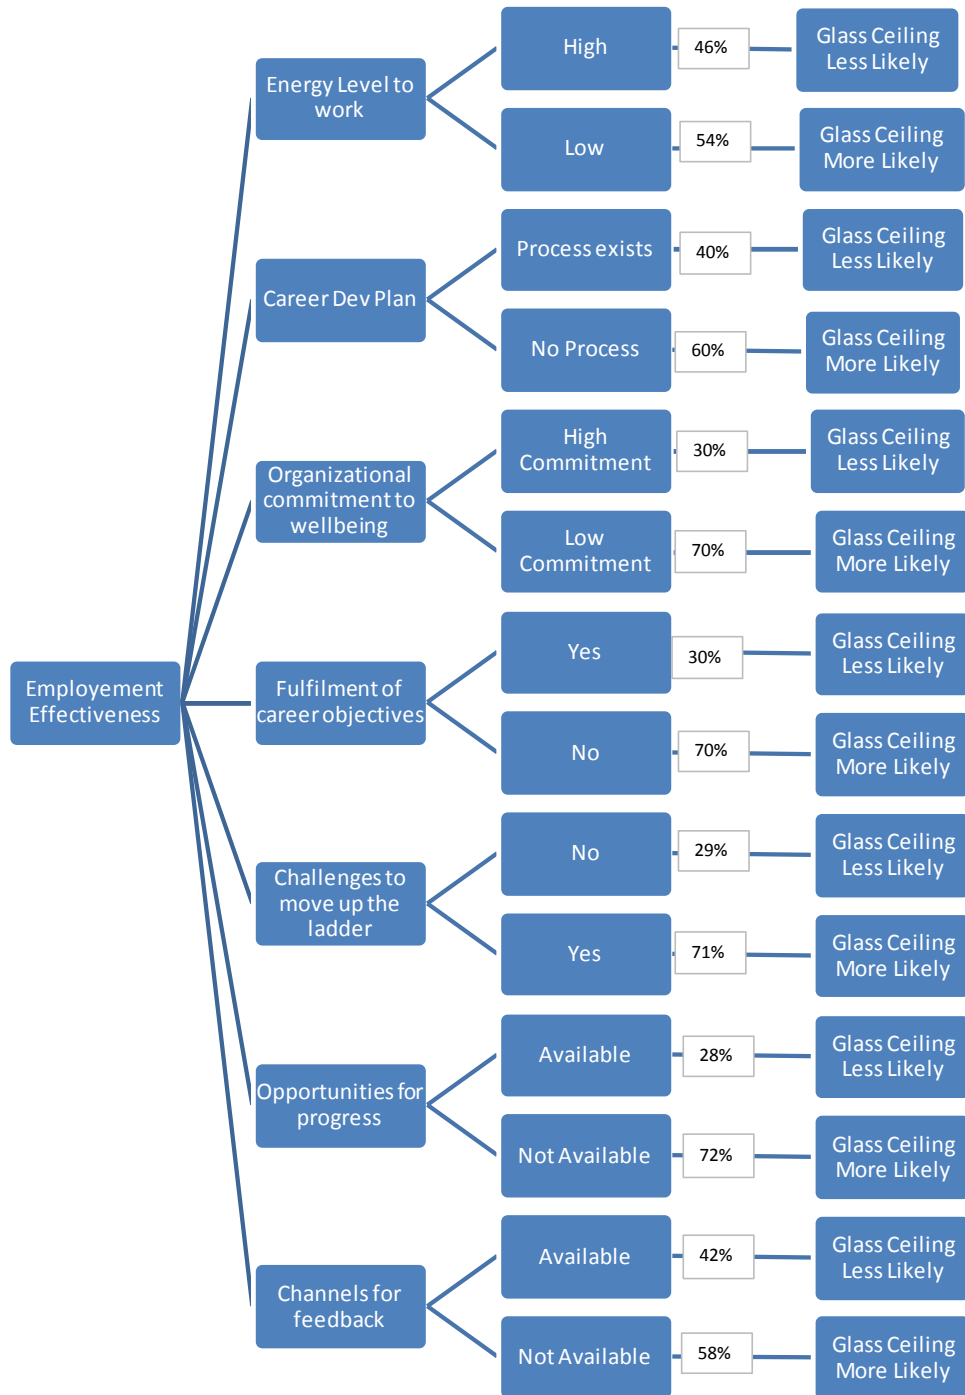 Employement
Effectiveness
Energy Level to
work
High
46%
Glass Ceiling
Less Likely
Low
54%
Glass Ceiling
More Likely
Career Dev Plan
Process exists
40%
Glass Ceiling
Less Likely
No Process
60%
Glass Ceiling
More Likely
Organizational
commitment to
wellbeing
High
Commitment
30%
Glass Ceiling
Less Likely
Low
Commitment
70%
Glass Ceiling
More Likely
Fulfilment of
career objectives
Yes
30%
Glass Ceiling
Less Likely
No
70%
Glass Ceiling
More Likely
Challenges to
move up the
ladder
No
29%
Glass Ceiling
Less Likely
Yes
71%
Glass Ceiling
More Likely
Opportunities for
progress
Available
28%
Glass Ceiling
Less Likely
Not Available
72%
Glass Ceiling
More Likely
Channels for
feedback
Available
42%
Glass Ceiling
Less Likely
Not Available
58%
Glass Ceiling
More Likely